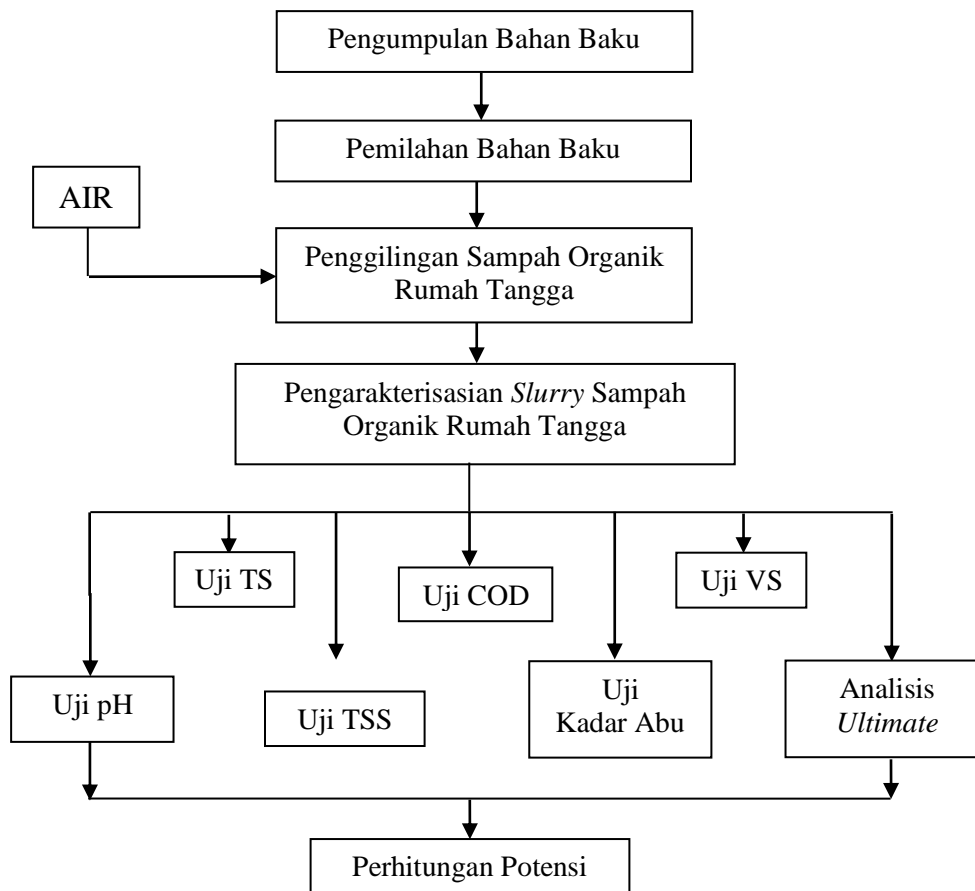 Pengumpulan Bahan Baku
Pemilahan Bahan Baku
AIR
Penggilingan Sampah Organik
Rumah Tangga
Pengarakterisasian Slurry Sampah
Organik Rumah Tangga
Uji TS
Uji COD
Uji VS
Uji pH
Uji TSS
Uji
Kadar Abu
Analisis
Ultimate
Perhitungan Potensi